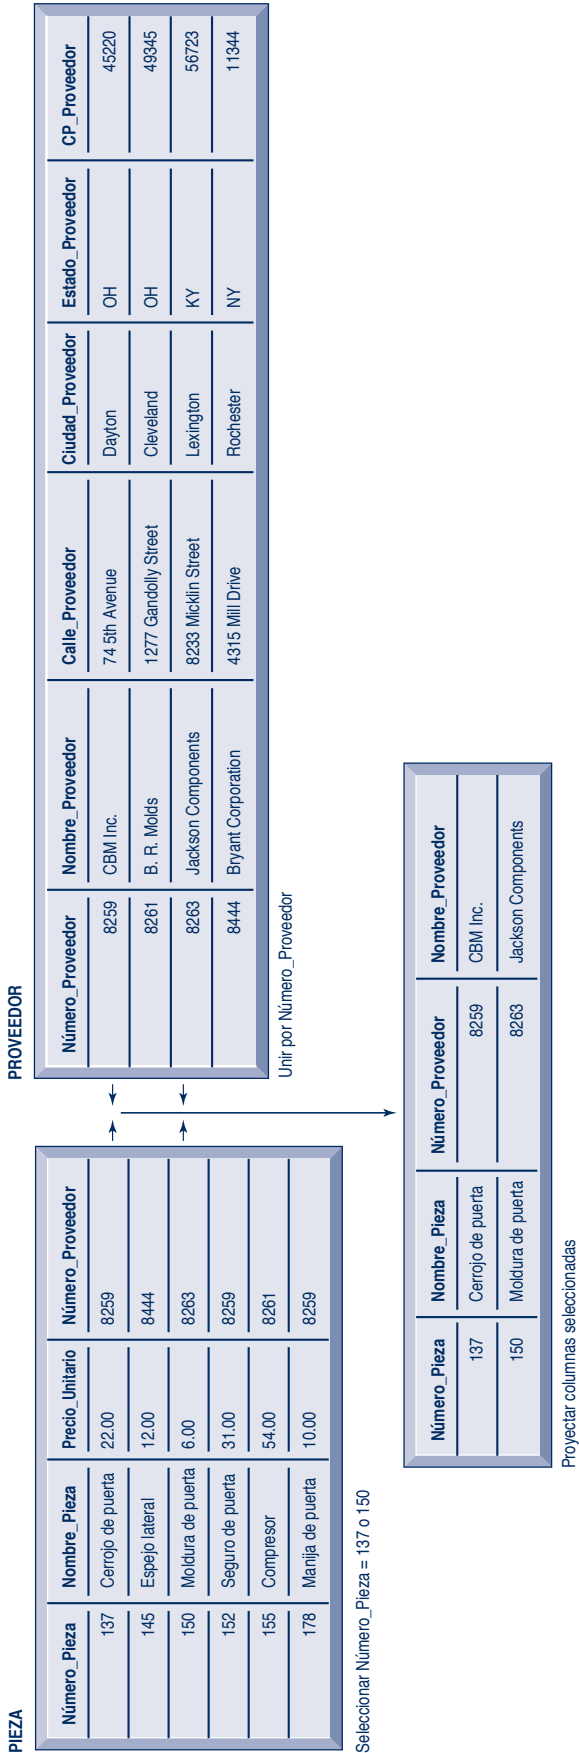 PIEZA
Número_Pieza Nombre_Pieza Precio_Unitario Número_Proveedor
137 Cerrojo de puerta 22.00 8259
145 Espejo lateral 12.00 8444
150 Moldura de puerta 6.00 8263
152 Seguro de puerta 31.00 8259
155 Compresor 54.00 8261
178 Manija de puerta 10.00 8259
Seleccionar Número_Pieza = 137 o 150
PROVEEDOR
Número_Proveedor Nombre_Proveedor Calle_Proveedor Ciudad_Proveedor Estado_Proveedor CP_Proveedor
8259 CBM Inc. 74 5th Avenue Dayton OH 45220
8261 B. R. Molds 1277 Gandolly Street Cleveland OH 49345
8263 Jackson Components 8233 Micklin Street Lexington KY 56723
8444 Bryant Corporation 4315 Mill Drive Rochester NY 11344
Unir por Número_Proveedor
Número_Pieza Nombre_Pieza Número_Proveedor Nombre_Proveedor
137 Cerrojo de puerta 8259 CBM Inc.
150 Moldura de puerta 8263 Jackson Components
Proyectar columnas seleccionadas